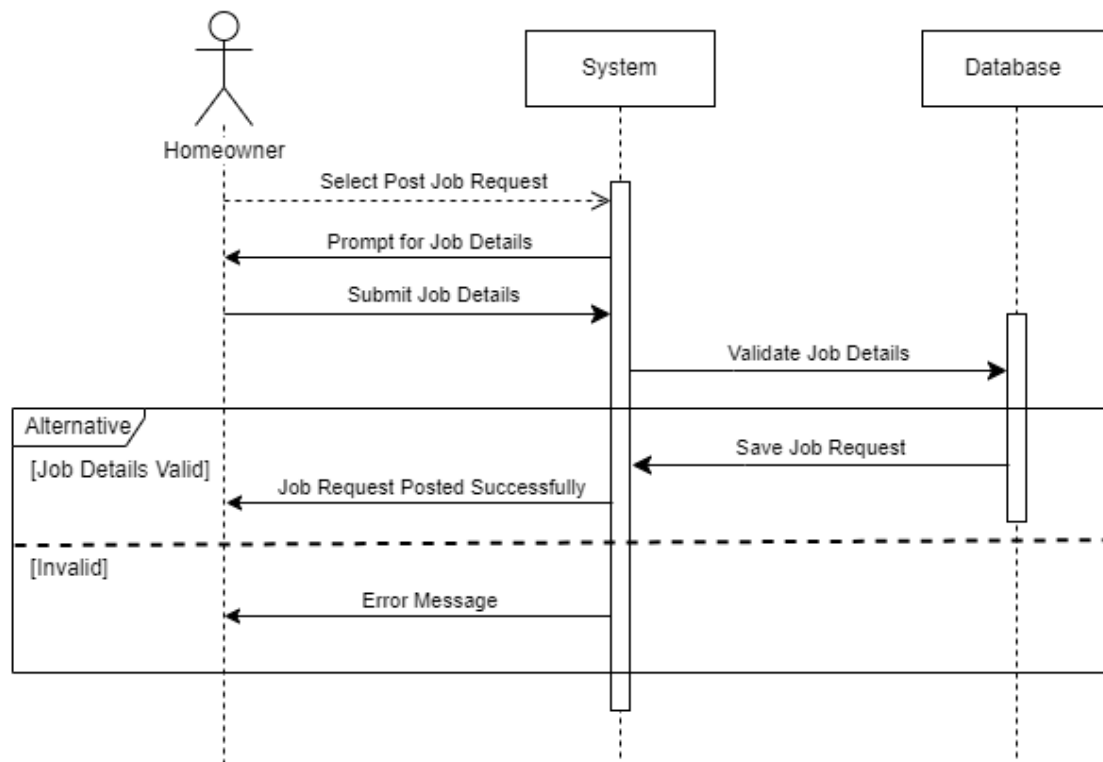 System
Database
Homeowner
Select Post Job Request
Prompt for Job Details
Submit Job Details
Validate Job Details
Alternative
Save Job Request
[Job Details Valid]
Job Request Posted Successfully
[Invalid]
Error Message